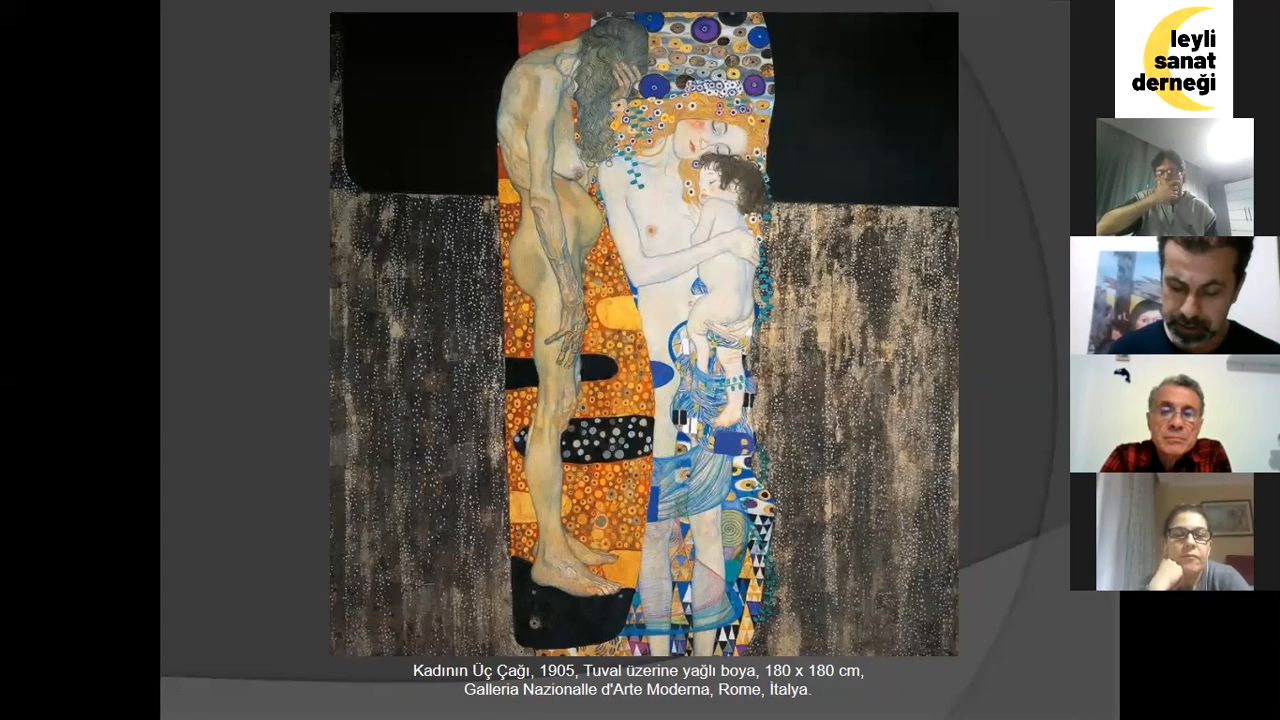 leyli
sanat
derneği
Kadının Üç Çağı, 1905, Tuval üzerine yağlı boya, 180 x 180 cm,
Galleria Nazionalle d'Arte Moderna, Rome, İtalya.